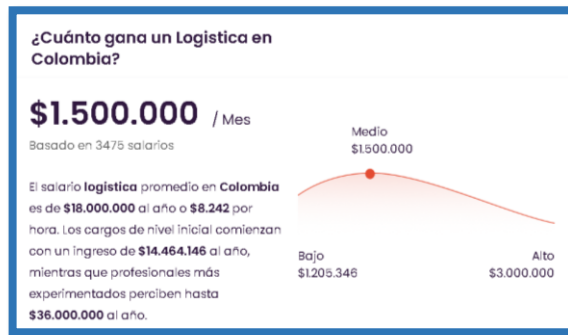 ¿Cuánto gana un Logistica en
Colombia?
$1.500.000 / Mes
Basado en 3475 salarios
El salario logistica promedio en Colombia
es de $18.000.000 al año o $8.242 por
hora. Los cargos de nivel inicial comienzan
con un ingreso de $14.464.146 al año,
mientras que profesionales más
experimentados perciben hasta
$36.000.000 al año.
Medio
$1.500.000
Bajo
$1.205.346
Alto
$3.000.000